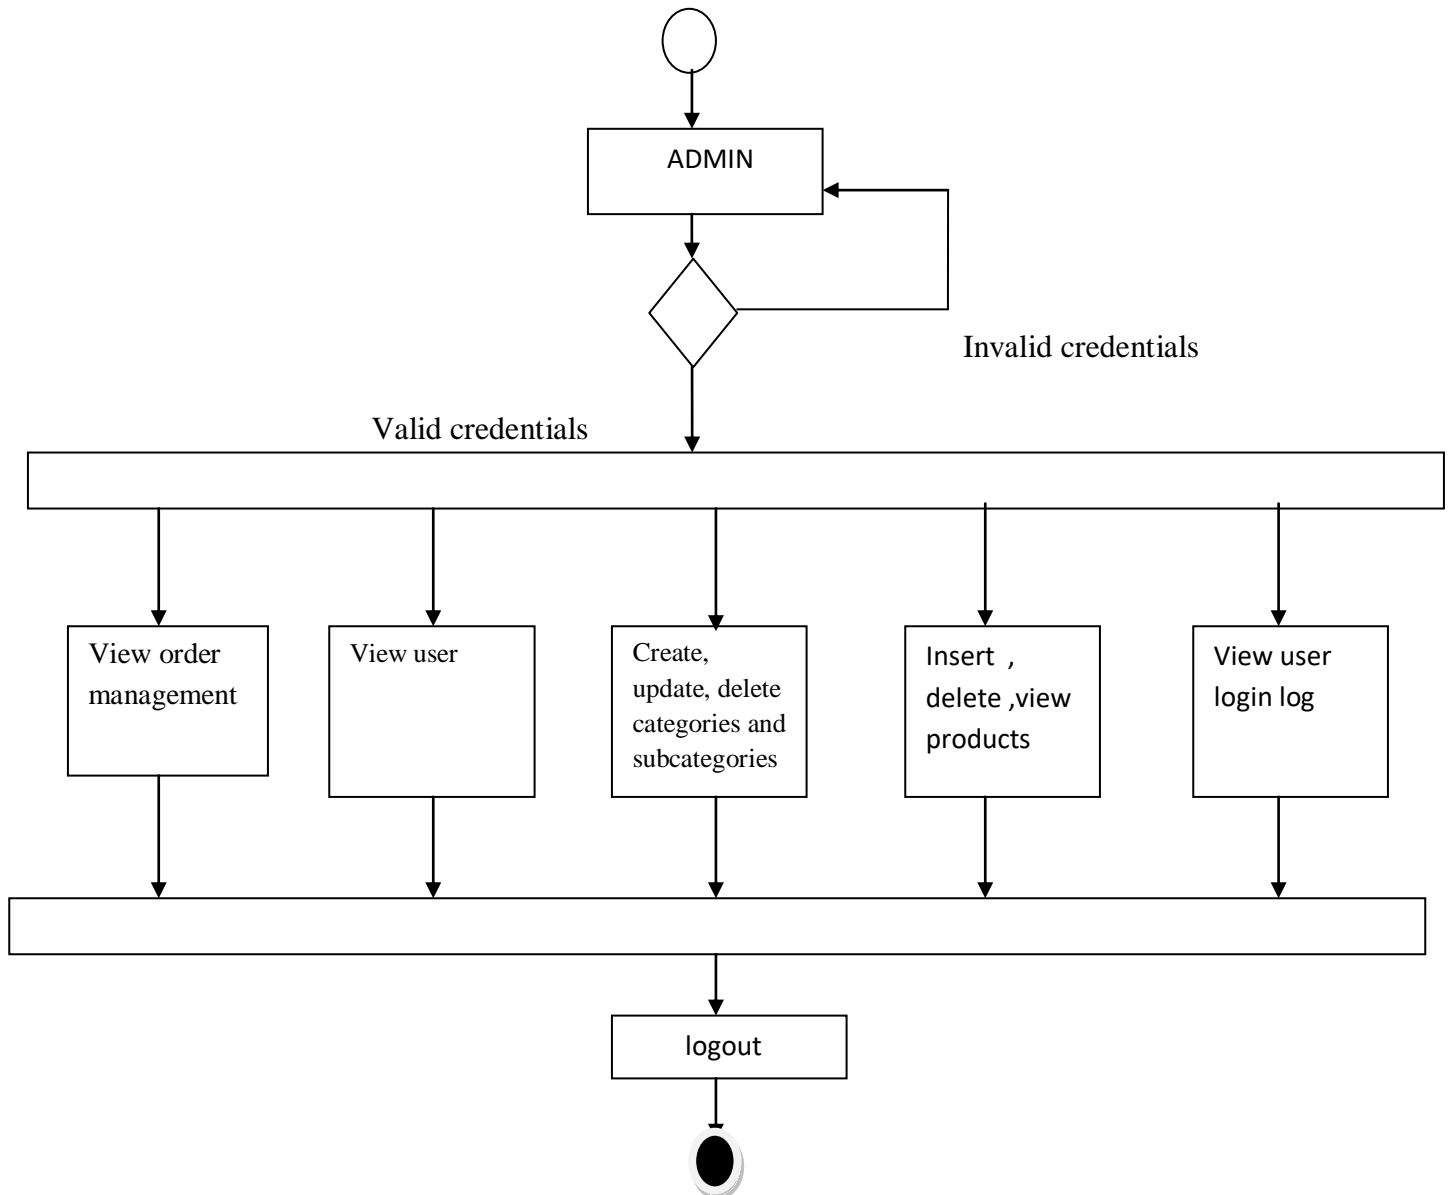 ADMIN
Invalid credentials
Valid credentials
View order
management
View user
Create,
update, delete
categories and
subcategories
Insert ,
delete ,view
products
View user
login log
logout